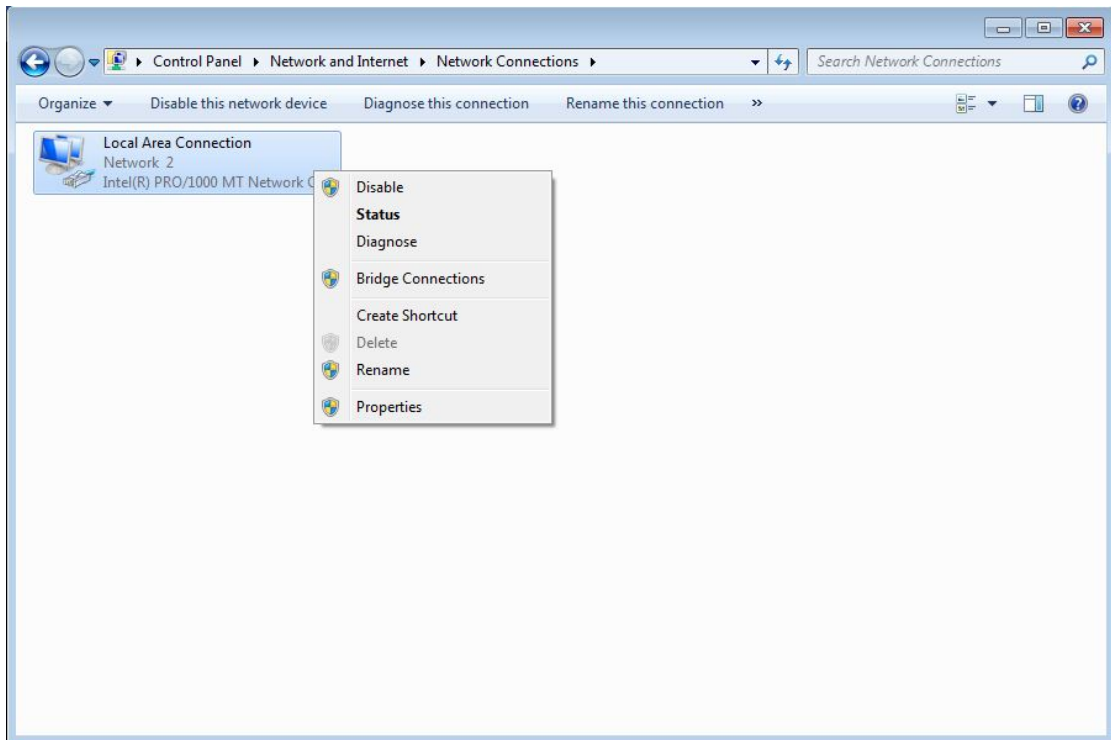 Control Panel Network and Internet Network Connections
Search Network Connections
Organize Disable this network device Diagnose this connection Rename this connection »
Local Area Connection
Network 2
Intel(R) PRO/1000 MT Network C
Disable
Status
Diagnose
Bridge Connections
Create Shortcut
Delete
Rename
Properties